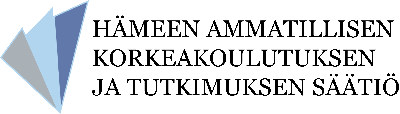 HÄMEEN AMMATILLISEN
KORKEAKOULUTUKSEN
JA TUTKIMUKSEN SÄÄTIÖ